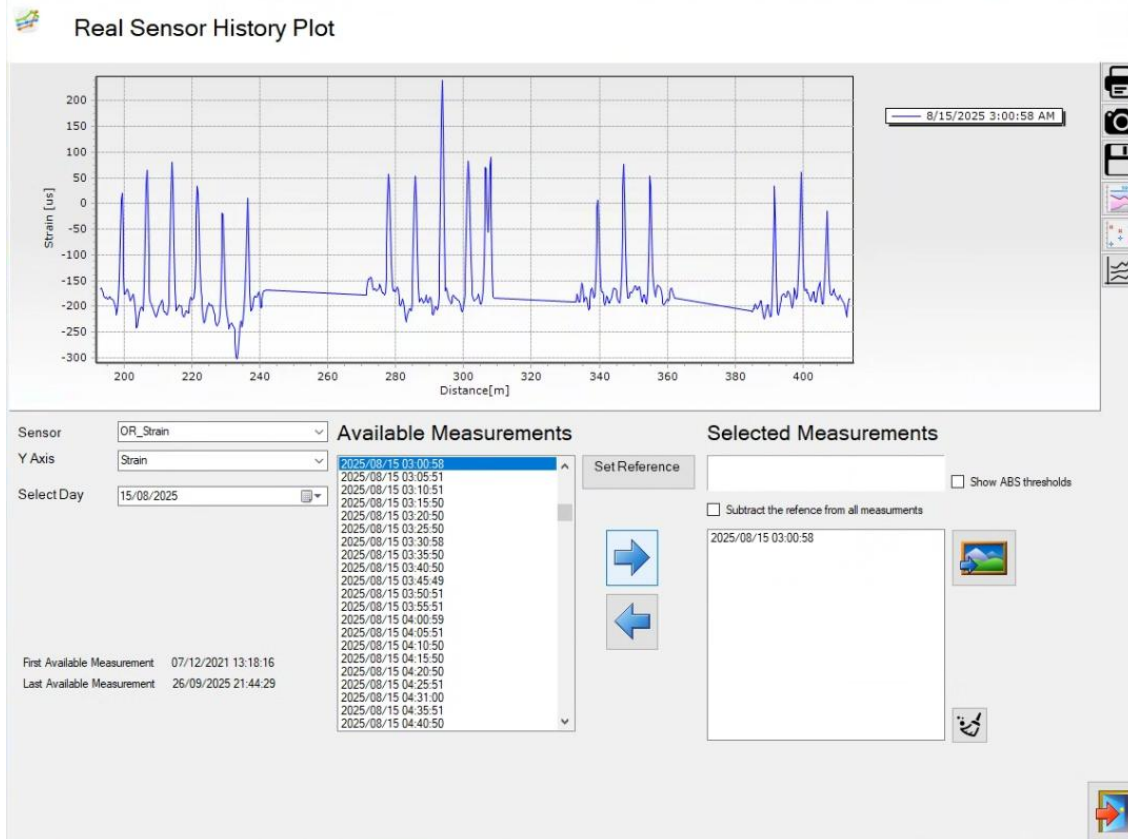 Real Sensor History Plot
200
150
100
50
0
-50
-100
-150
-200
-250
-300
Strain [us]
200 220 240 260 280 300 320 340 360 380 400
Distance[m]
8/15/2025 3:00:58 AM
Sensor
OR_Strain
Y Axis
Strain
Select Day
15/08/2025
First Available Measurement 07/12/2021 13:18:16
Last Available Measurement 26/09/2025 21:44:29
Available Measurements
2025/08/15 03:00:58
2025/08/15 03:05:51
2025/08/15 03:10:51
2025/08/15 03:15:50
2025/08/15 03:20:50
2025/08/15 03:25:50
2025/08/15 03:30:58
2025/08/15 03:35:50
2025/08/15 03:40:50
2025/08/15 03:45:49
2025/08/15 03:50:51
2025/08/15 03:55:51
2025/08/15 04:00:59
2025/08/15 04:05:51
2025/08/15 04:10:50
2025/08/15 04:15:50
2025/08/15 04:20:50
2025/08/15 04:25:51
2025/08/15 04:31:00
2025/08/15 04:35:51
2025/08/15 04:40:50
Set Reference
Selected Measurements
Show ABS thresholds
Subtract the refence from all measurments
2025/08/15 03:00:58